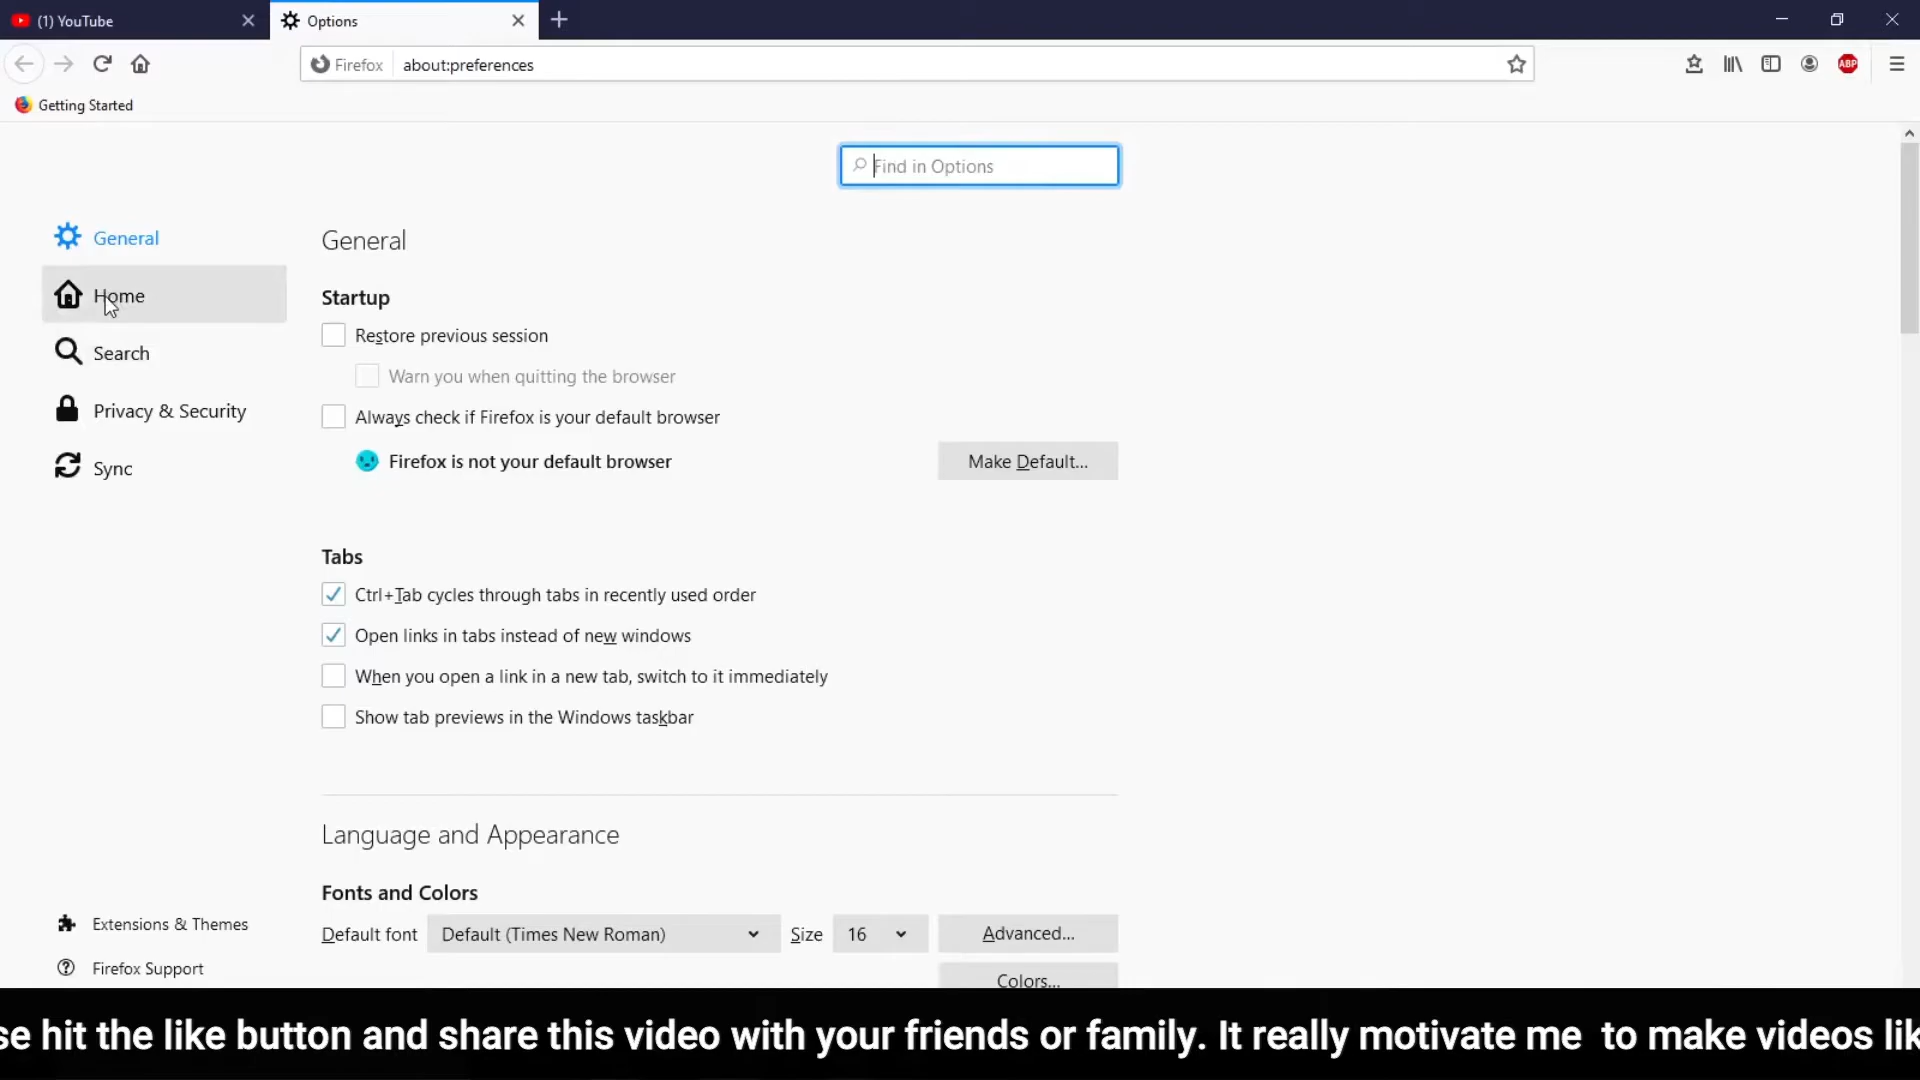 (1) YouTube
Options
Firefox
about:preferences
ABP
Getting Started
Find in Options
General
Home
Search
Privacy & Security
Sync
Extensions & Themes
Firefox Support
General
Startup
Restore previous session
Warn you when quitting the browser
Always check if Firefox is your default browser
Firefox is not your default browser
Make Default...
Tabs
Ctrl+Tab cycles through tabs in recently used order
Open links in tabs instead of new windows
When you open a link in a new tab, switch to it immediately
Show tab previews in the Windows taskbar
Language and Appearance
Fonts and Colors
Default font Default (Times New Roman) Size 16 Advanced...
Colors...
se hit the like button and share this video with your friends or family. It really motivate me to make videos lik